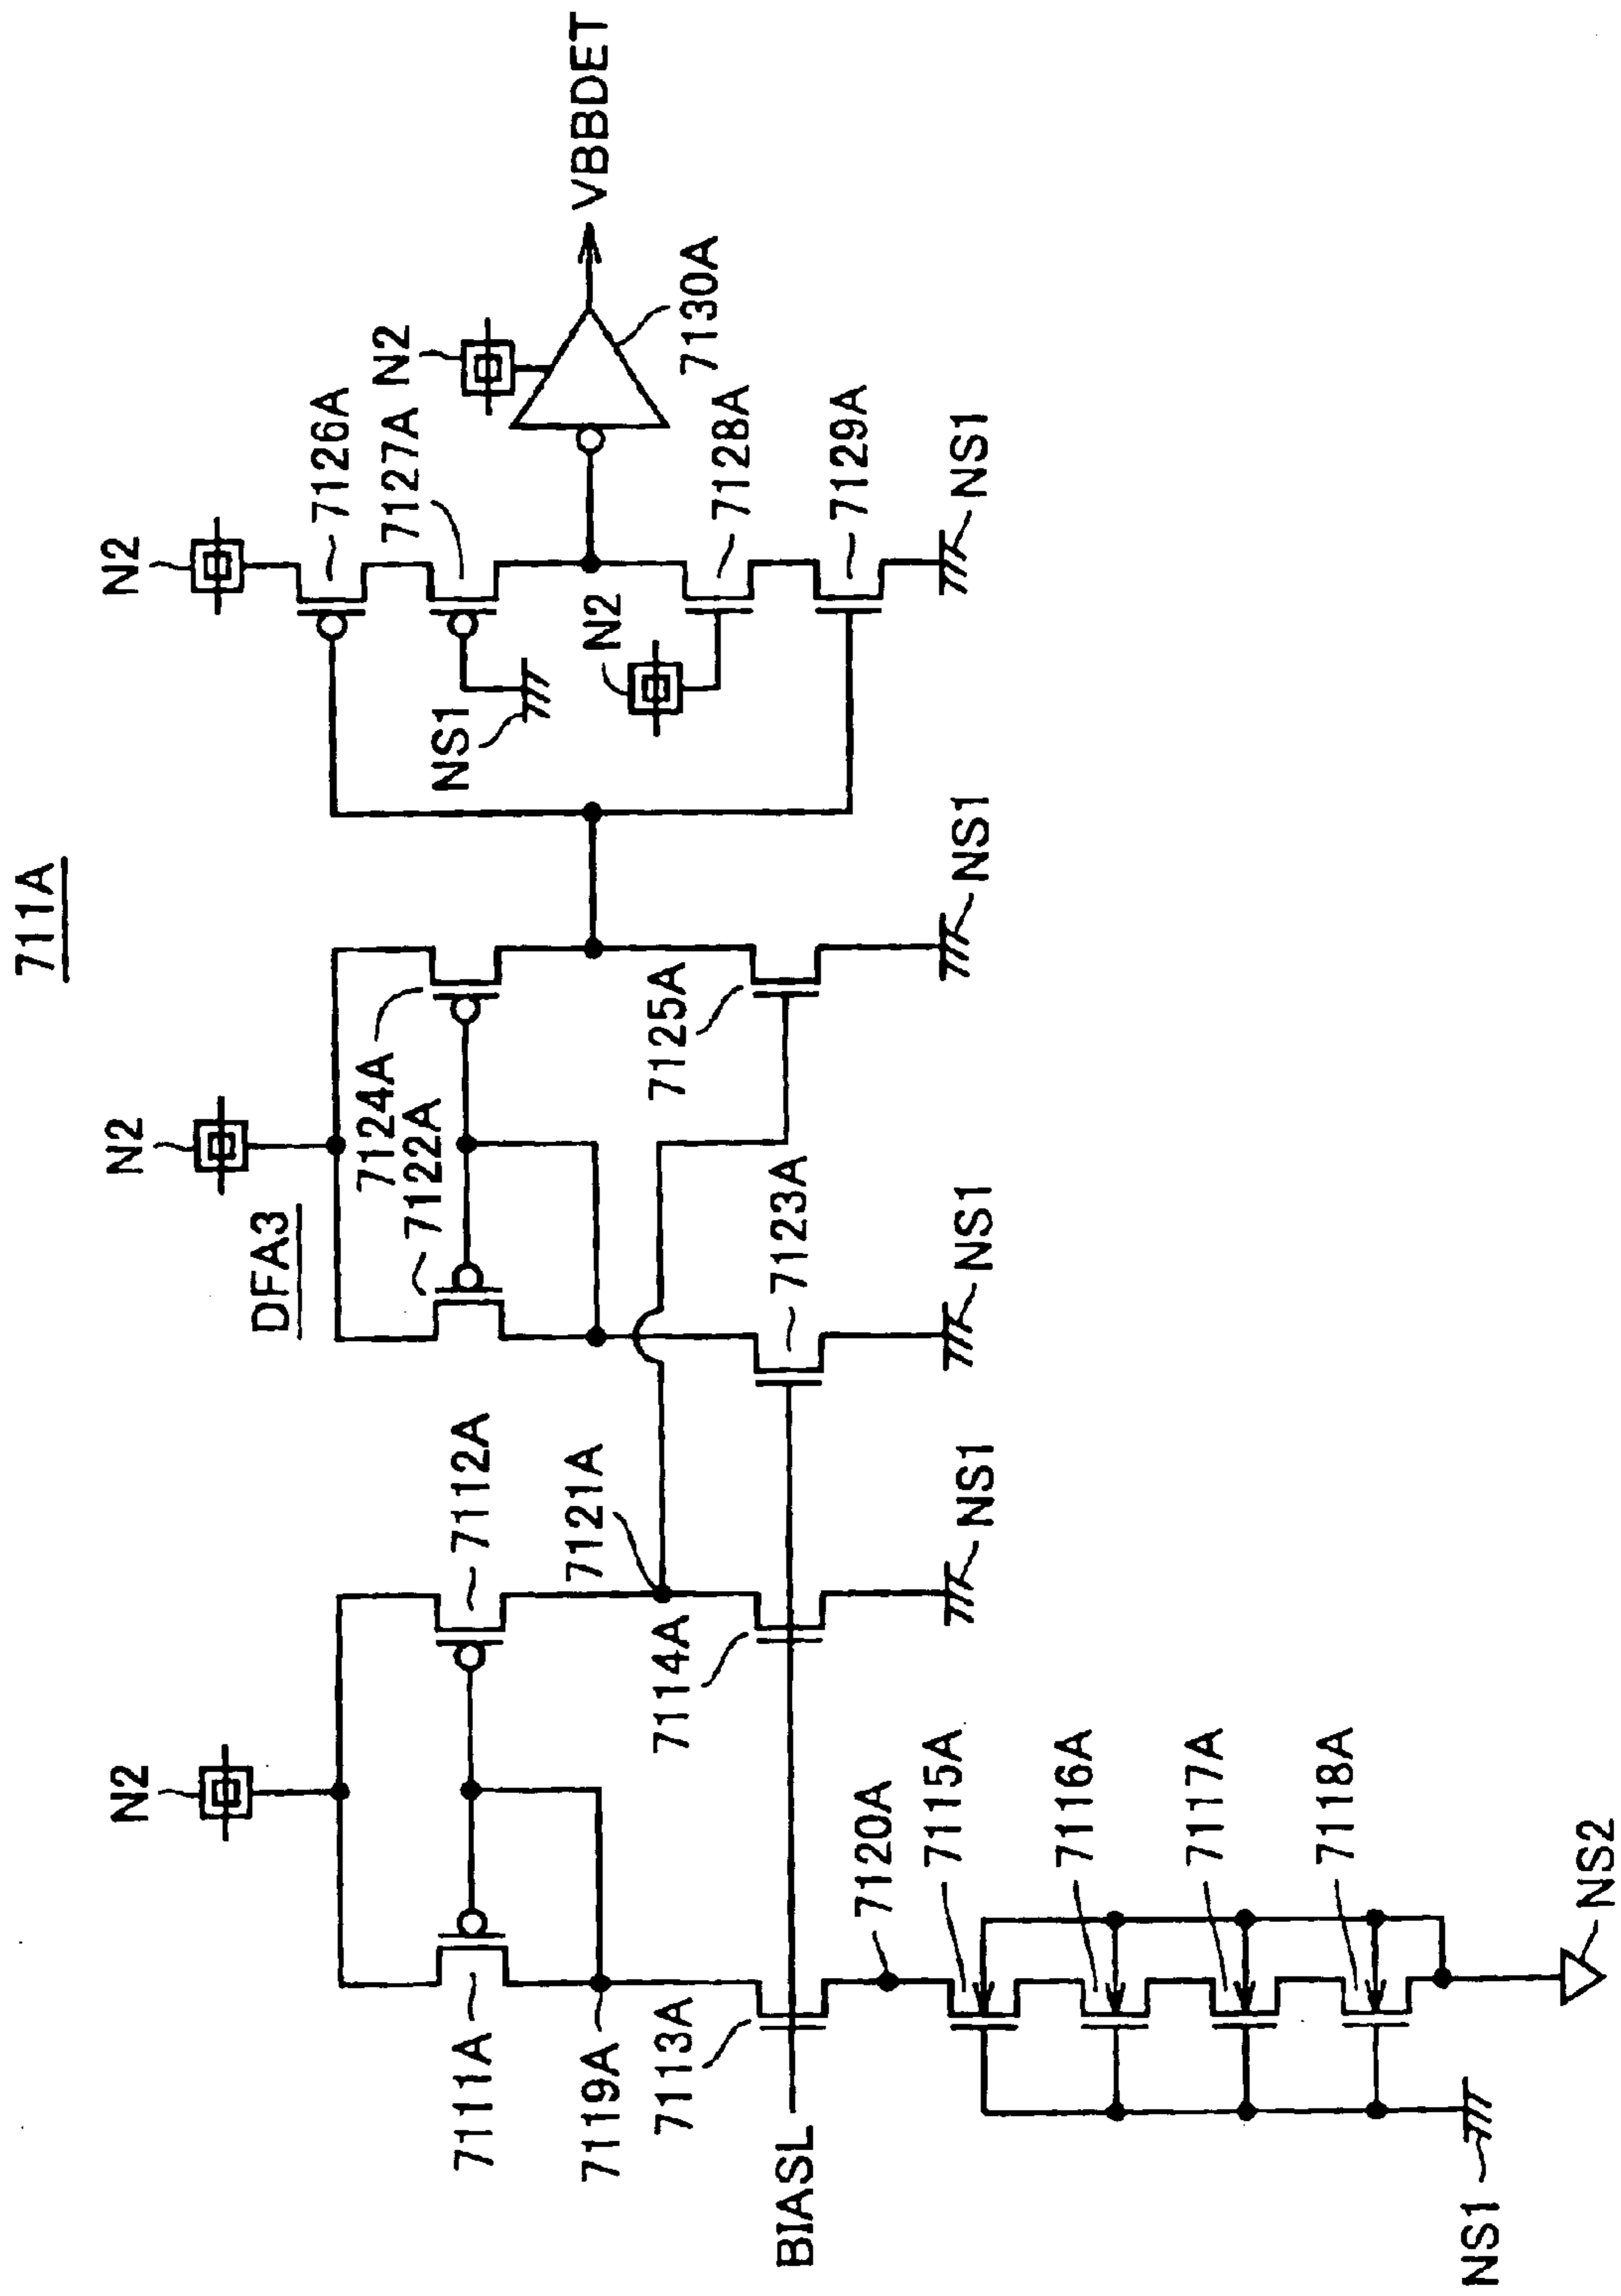 711A
N2
N2
N2
DFA3
7111A
7112A
7119A
7121A
7113A
7114A
BIASL
7120A
7115A
7116A
7117A
7118A
NS1
NS2
NS1
7124A
7122A
7123A
7125A
NS1
NS1
7126A
7127A
NS1
N2
N2
7128A
7129A
NS1
7130A
VBBDET